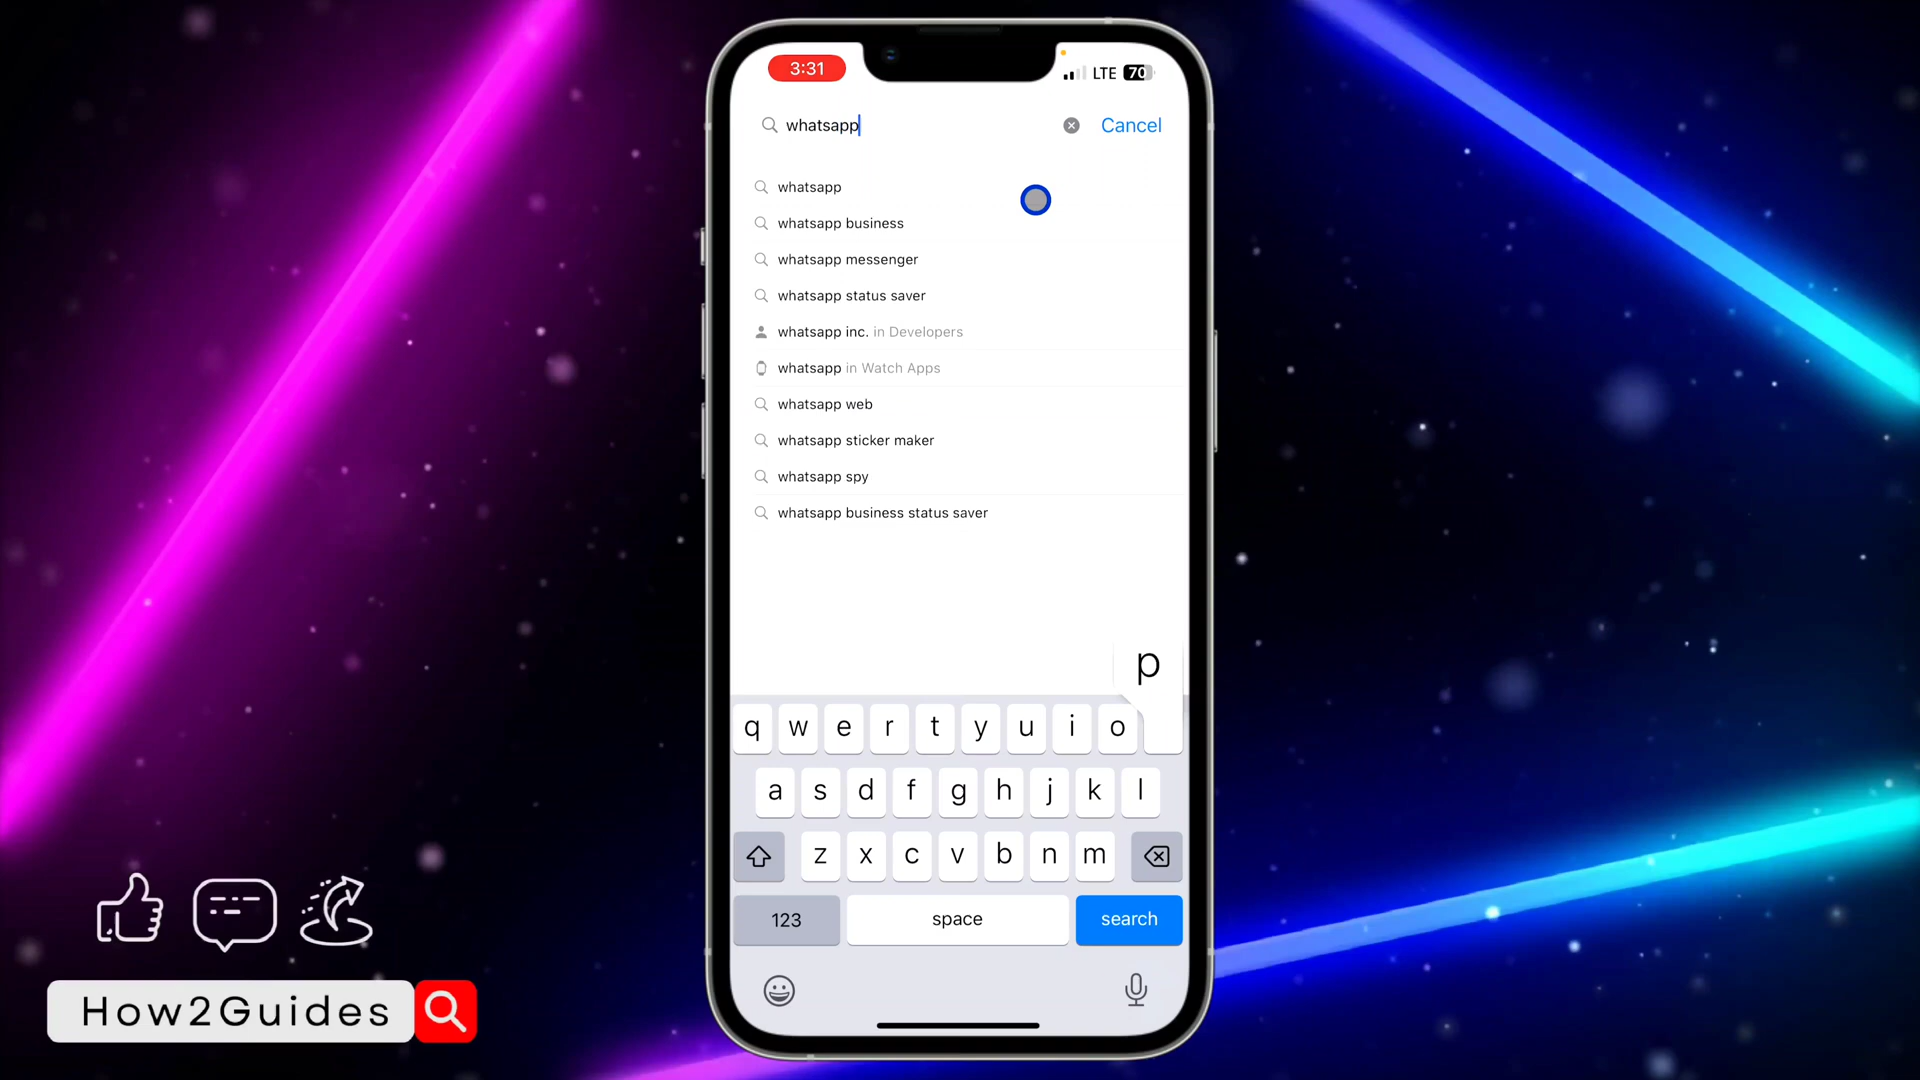 3:31
LTE 70
whatsapp
Cancel
whatsapp
whatsapp business
whatsapp messenger
whatsapp status saver
whatsapp inc. in Developers
whatsapp in Watch Apps
whatsapp web
whatsapp sticker maker
whatsapp spy
whatsapp business status saver
p
q w e r t y u i o
a s d f g h j k l
z x c v b n m
123 space search
How2Guides